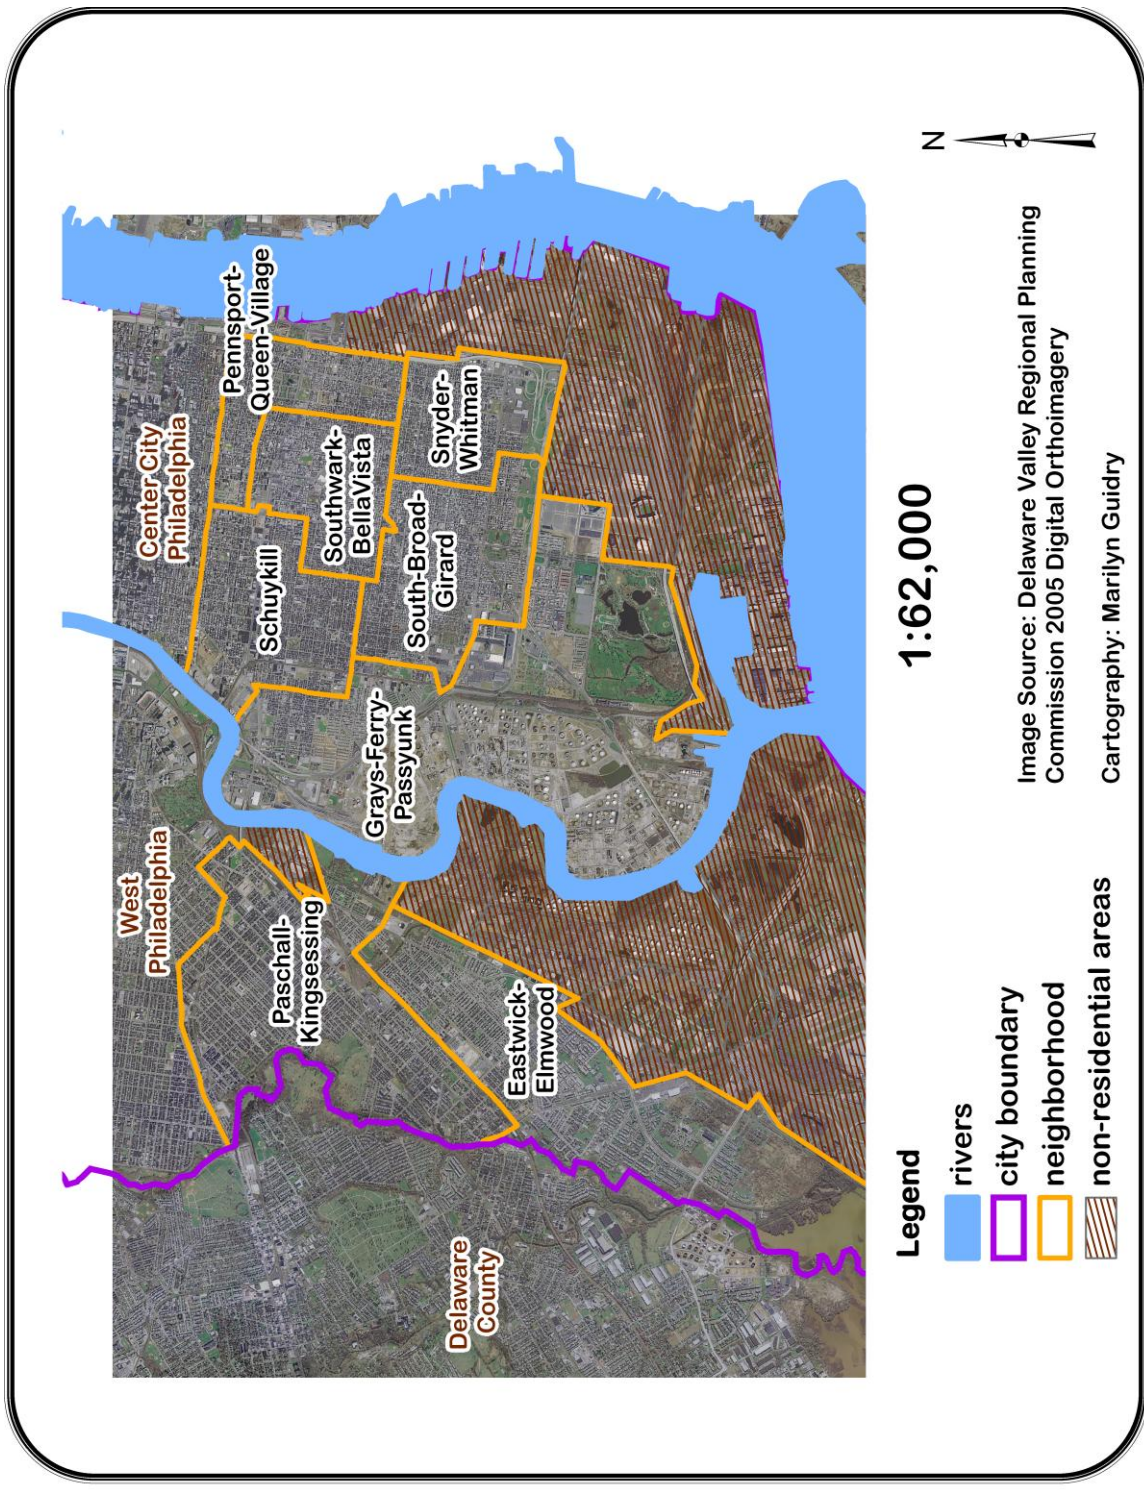 Center City
Philadelphia
West
Philadelphia
Pennsport-
Queen-Village
Schuykill
Southwark-
BellaVista
Snyder-
Whitman
South-Broad-
Girard
Grays-Ferry-
Passyunk
Paschall-
Kingsessing
Eastwick-
Elmwood
Delaware
County
Legend
rivers
city boundary
neighborhood
non-residential areas
1:62,000
Image Source: Delaware Valley Regional Planning
Commission 2005 Digital Orthoimagery
Cartography: Marilyn Guidry
N